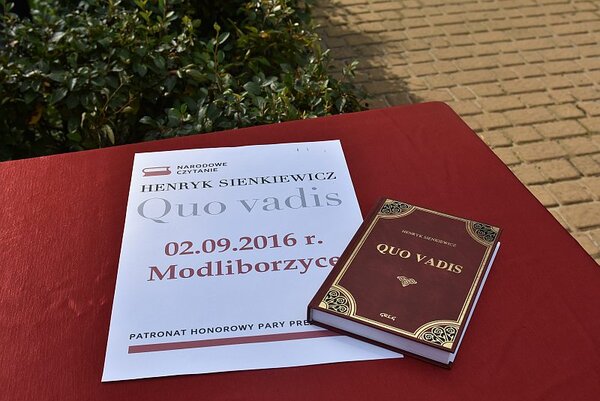 NARODOWE
CZYTANIE
HENRYK SIENKIEWICZ
Quo vadis
02.09.2016 r.
Modliborzyce
PATRONAT HONOROWY PARY PRE
HENRYK SIENKIEWICZ
QUO VADIS
GREG